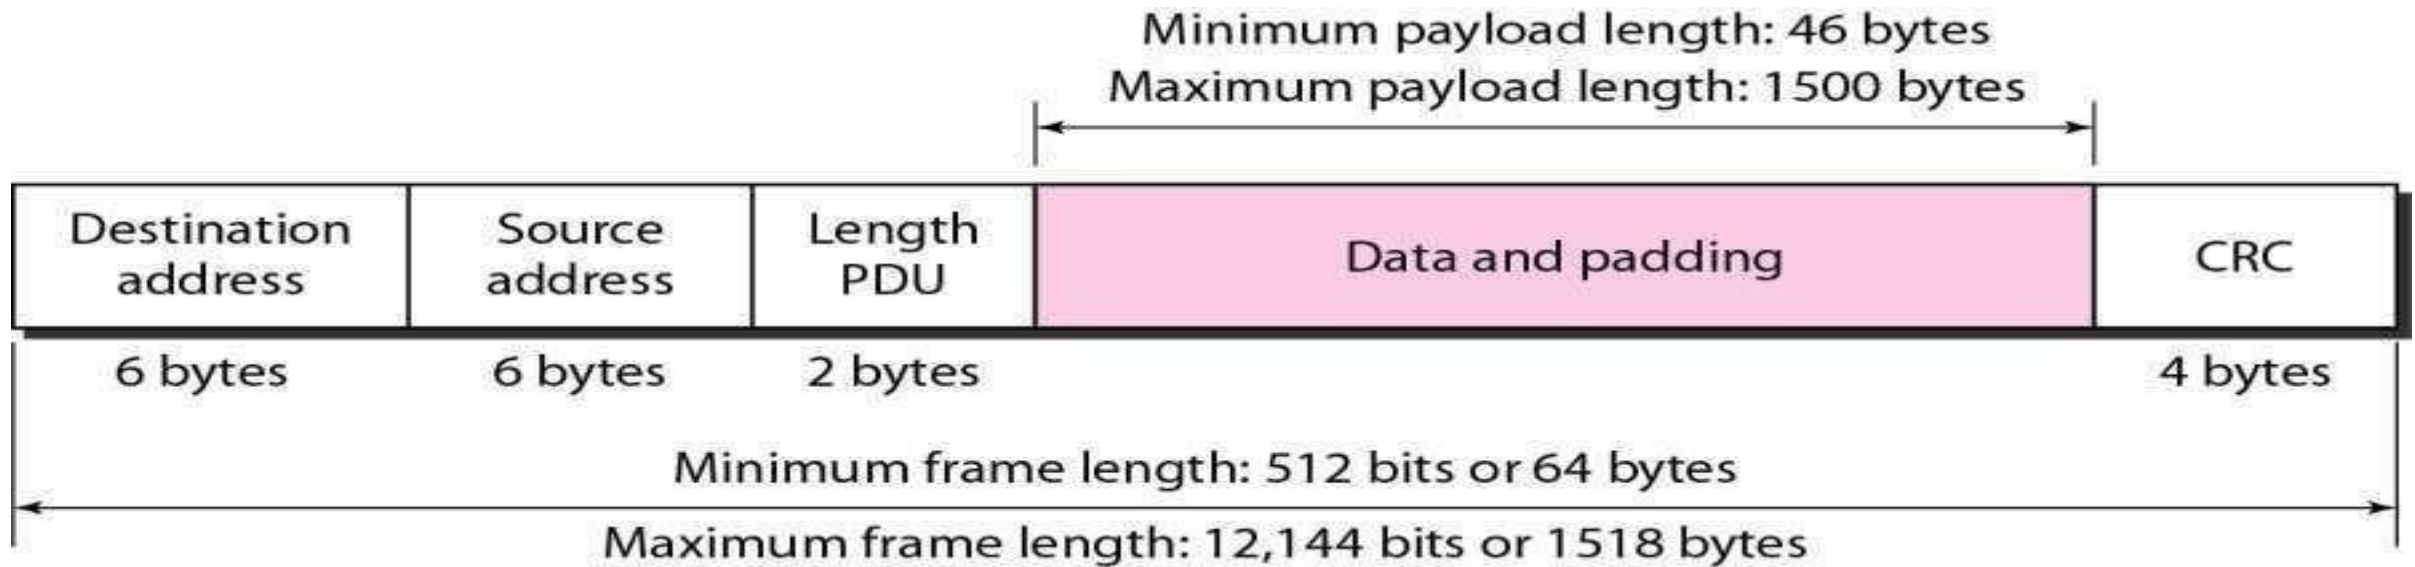 Minimum payload length: 46 bytes
Maximum payload length: 1500 bytes
Destination
address
Source
address
Length
PDU
Data and padding
CRC
6 bytes
6 bytes
2 bytes
4 bytes
Minimum frame length: 512 bits or 64 bytes
Maximum frame length: 12,144 bits or 1518 bytes